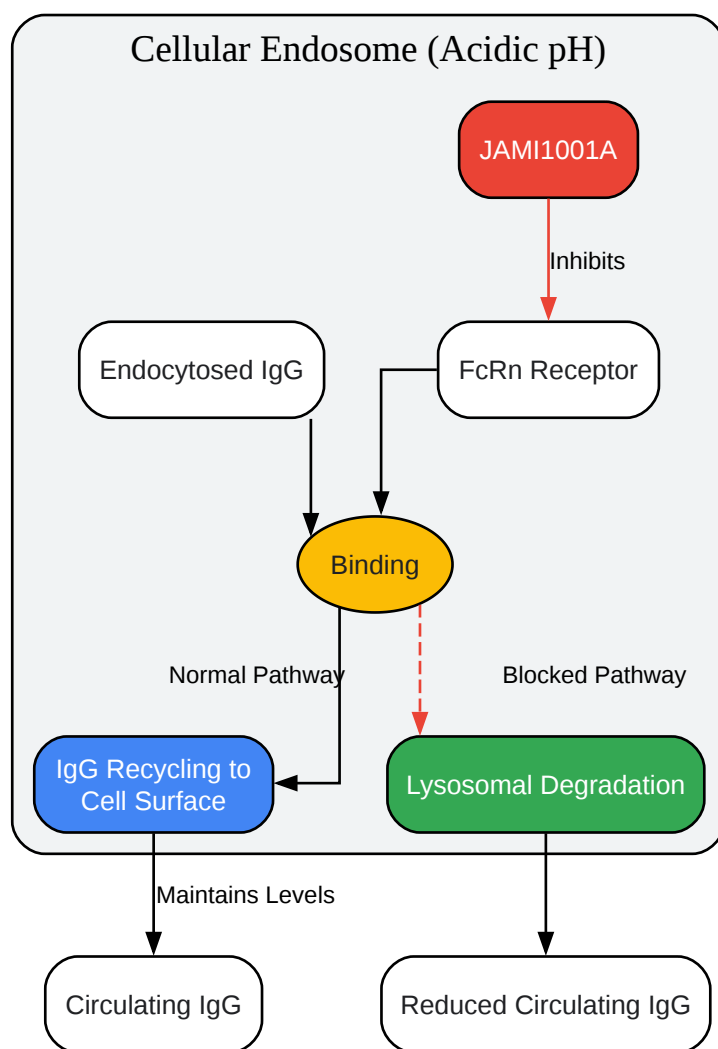 Cellular Endosome (Acidic pH)
JAMI1001A
Inhibits
Endocytosed IgG
FcRn Receptor
Binding
Normal Pathway
Blocked Pathway
IgG Recycling to
Cell Surface
Lysosomal Degradation
Maintains Levels
Circulating IgG
Reduced Circulating IgG